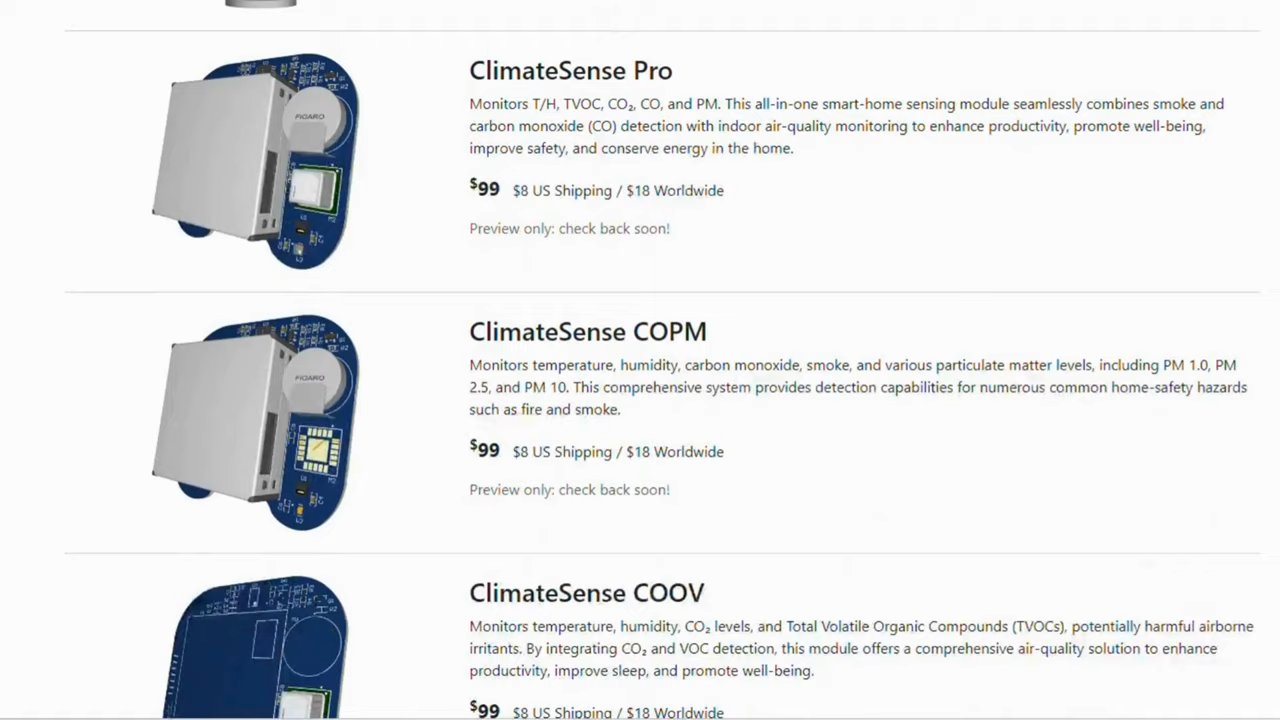 ClimateSense Pro
Monitors T/H, TVOC, CO₂, CO, and PM. This all-in-one smart-home sensing module seamlessly combines smoke and
carbon monoxide (CO) detection with indoor air-quality monitoring to enhance productivity, promote well-being,
improve safety, and conserve energy in the home.
$99 $8 US Shipping / $18 Worldwide
Preview only: check back soon!
FIGARO
ClimateSense COPM
Monitors temperature, humidity, carbon monoxide, smoke, and various particulate matter levels, including PM 1.0, PM
2.5, and PM 10. This comprehensive system provides detection capabilities for numerous common home-safety hazards
such as fire and smoke.
$99 $8 US Shipping / $18 Worldwide
Preview only: check back soon!
FIGARO
ClimateSense COOV
Monitors temperature, humidity, CO₂ levels, and Total Volatile Organic Compounds (TVOCs), potentially harmful airborne
irritants. By integrating CO₂ and VOC detection, this module offers a comprehensive air-quality solution to enhance
productivity, improve sleep, and promote well-being.
$99 $8 US Shipping / $18 Worldwide